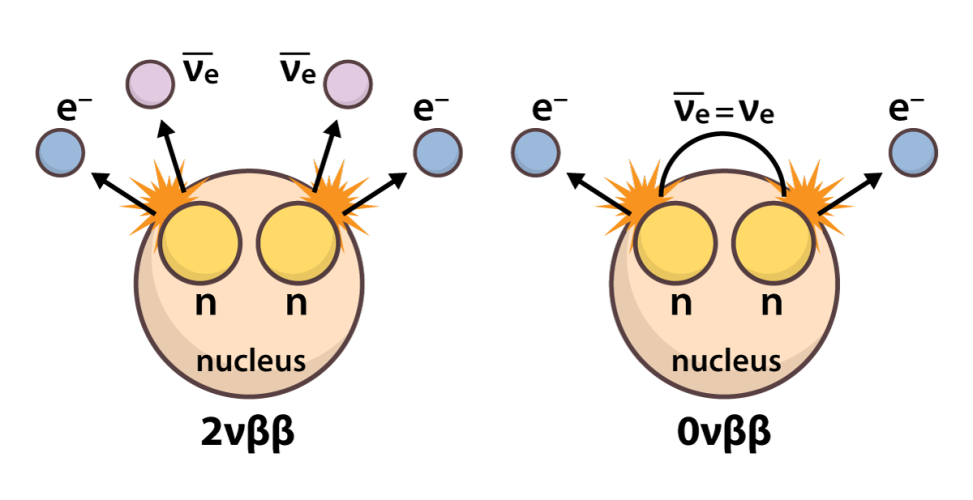 ν̅ₑ ν̅ₑ
e⁻ e⁻
n n
nucleus
2νββ
ν̅ₑ = νₑ
e⁻ e⁻
n n
nucleus
0νββ